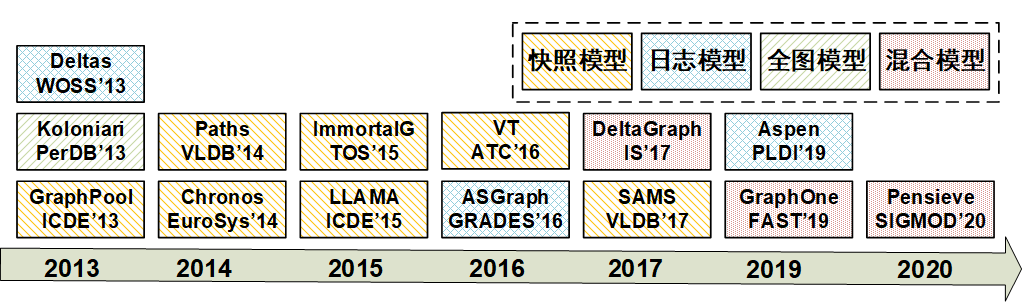 快照模型 日志模型 全图模型 混合模型
Deltas
WOSS’13
Koloniari
PerDB’13
Paths
VLDB’14
ImmortalG
TOS’15
VT
ATC’16
DeltaGraph
IS’17
Aspen
PLDI’19
GraphPool
ICDE’13
Chronos
EuroSys’14
LLAMA
ICDE’15
ASGraph
GRADES’16
SAMS
VLDB’17
GraphOne
FAST’19
Pensieve
SIGMOD’20
2013 2014 2015 2016 2017 2019 2020